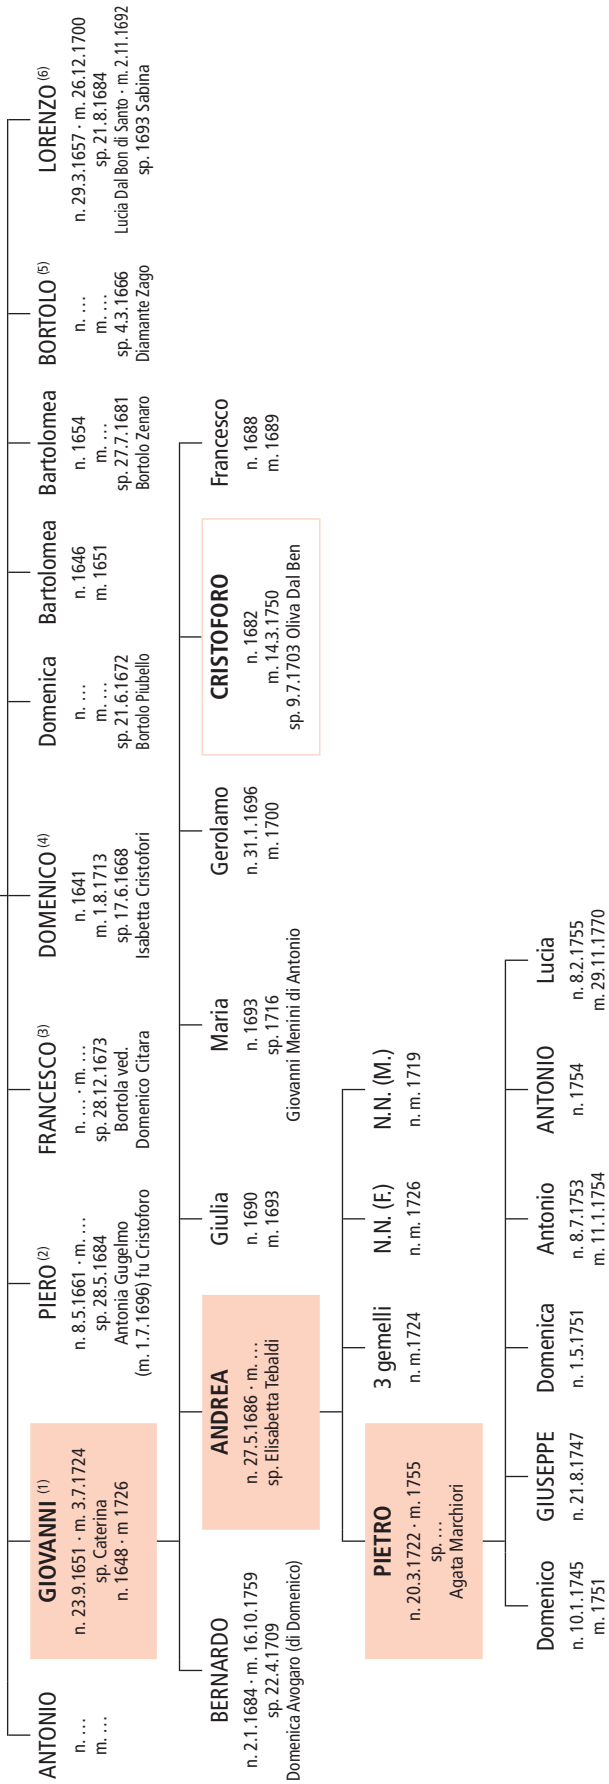 ANTONIO
n. ...
m. ...
GIOVANNI (1)
n. 23.9.1651 · m. 3.7.1724
sp. Caterina
n. 1648 · m 1726
PIERO (2)
n. 8.5.1661 · m. ...
sp. 28.5.1684
Antonia Gugelmo
(m. 1.7.1696) fu Cristoforo
FRANCESCO (3)
n. ... · m. ...
sp. 28.12.1673
Bortola ved.
Domenico Citara
DOMENICO (4)
n. 1641
m. 1.8.1713
sp. 17.6.1668
Isabetta Cristofori
Domenica
n. ...
m. ...
sp. 21.6.1672
Bortolo Piubello
Bartolomea
n. 1646
m. 1651
Bartolomea
n. 1654
m. ...
sp. 27.7.1681
Bortolo Zenaro
BORTOLO (5)
n. ...
m. ...
sp. 4.3.1666
Diamante Zago
LORENZO (6)
n. 29.3.1657 · m. 26.12.1700
sp. 21.8.1684
Lucia Dal Bon di Santo · m. 2.11.1692
sp. 1693 Sabina
BERNARDO
n. 2.1.1684 · m. 16.10.1759
sp. 22.4.1709
Domenica Avogaro (di Domenico)
ANDREA
n. 27.5.1686 · m. ...
sp. Elisabetta Tebaldi
Giulia
n. 1690
m. 1693
Maria
n. 1693
sp. 1716
Giovanni Menini di Antonio
Gerolamo
n. 31.1.1696
m. 1700
CRISTOFORO
n. 1682
m. 14.3.1750
sp. 9.7.1703 Oliva Dal Ben
Francesco
n. 1688
m. 1689
PIETRO
n. 20.3.1722 · m. 1755
sp. ...
Agata Marchiori
3 gemelli
n. m.1724
N.N. (F.)
n. m. 1726
N.N. (M.)
n. m. 1719
Domenico
n. 10.1.1745
m. 1751
GIUSEPPE
n. 21.8.1747
Domenica
n. 1.5.1751
Antonio
n. 8.7.1753
m. 11.1.1754
ANTONIO
n. 1754
Lucia
n. 8.2.1755
m. 29.11.1770